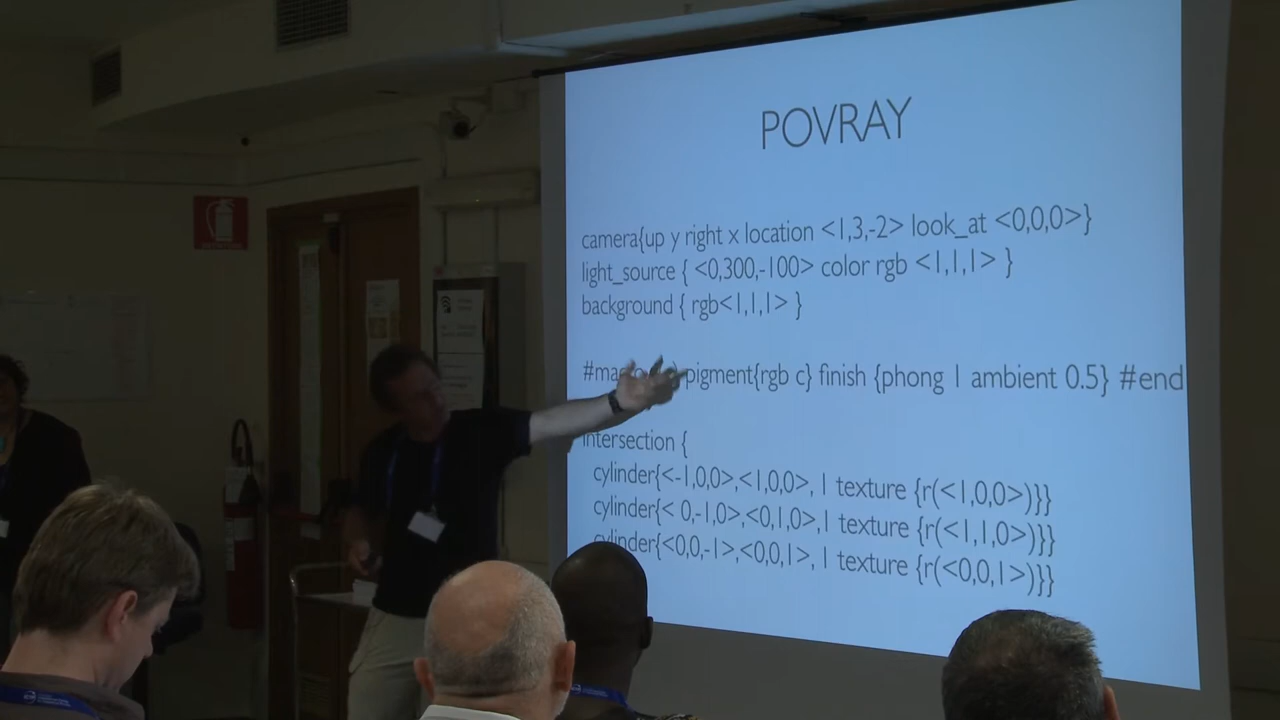 POVRAY
camera{up y right x location <1,3,-2> look_at <0,0,0>}
light_source { <0,300,-100> color rgb <1,1,1> }
background { rgb<1,1,1> }
pigment{rgb c} finish {phong 1 ambient 0.5} #end
intersection {
cylinder{<-1,0,0>,<1,0,0>, 1 texture {r(<1,0,0>)}}
cylinder{< 0,-1,0>,<0,1,0>,1 texture {r(<1,1,0>)}}
cylinder{<0,0,-1>,<0,0,1>, 1 texture {r(<0,0,1>)}}